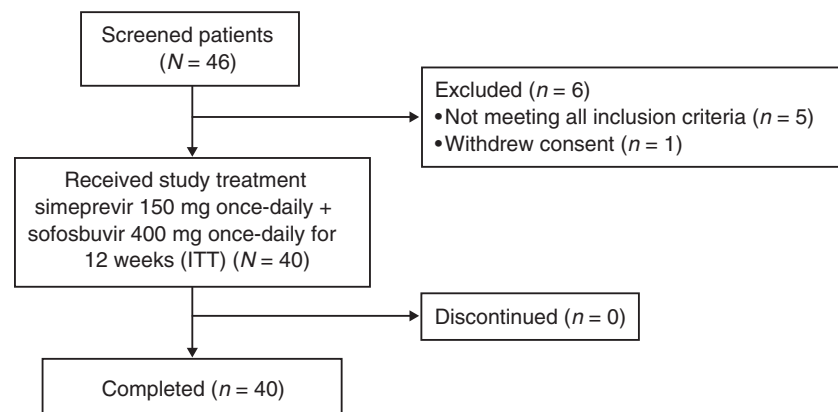 Screened patients
(N = 46)
Excluded (n = 6)
•Not meeting all inclusion criteria (n = 5)
•Withdrew consent (n = 1)
Received study treatment
simeprevir 150 mg once-daily +
sofosbuvir 400 mg once-daily for
12 weeks (ITT) (N = 40)
Discontinued (n = 0)
Completed (n = 40)